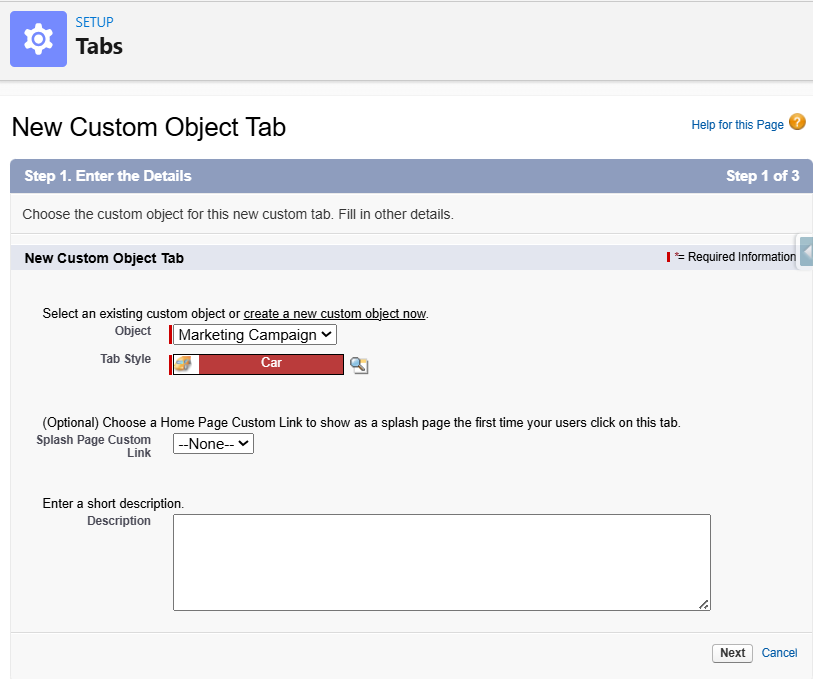 SETUP
Tabs
New Custom Object Tab
Help for this Page ?
Step 1. Enter the Details
Step 1 of 3
Choose the custom object for this new custom tab. Fill in other details.
New Custom Object Tab
*= Required Information
Select an existing custom object or create a new custom object now.
Object
Marketing Campaign
Tab Style
Car
(Optional) Choose a Home Page Custom Link to show as a splash page the first time your users click on this tab.
Splash Page Custom
Link
--None--
Enter a short description.
Description
Next
Cancel